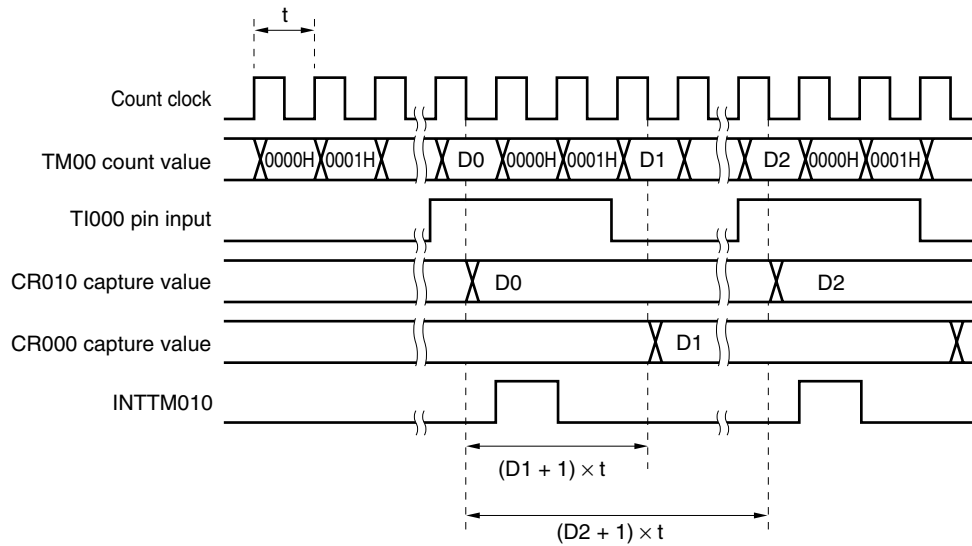 t
Count clock
TM00 count value
0000H 0001H D0 0000H 0001H D1 D2 0000H 0001H
TI000 pin input
CR010 capture value
D0 D2
CR000 capture value
D1
INTTM010
(D1 + 1) × t
(D2 + 1) × t